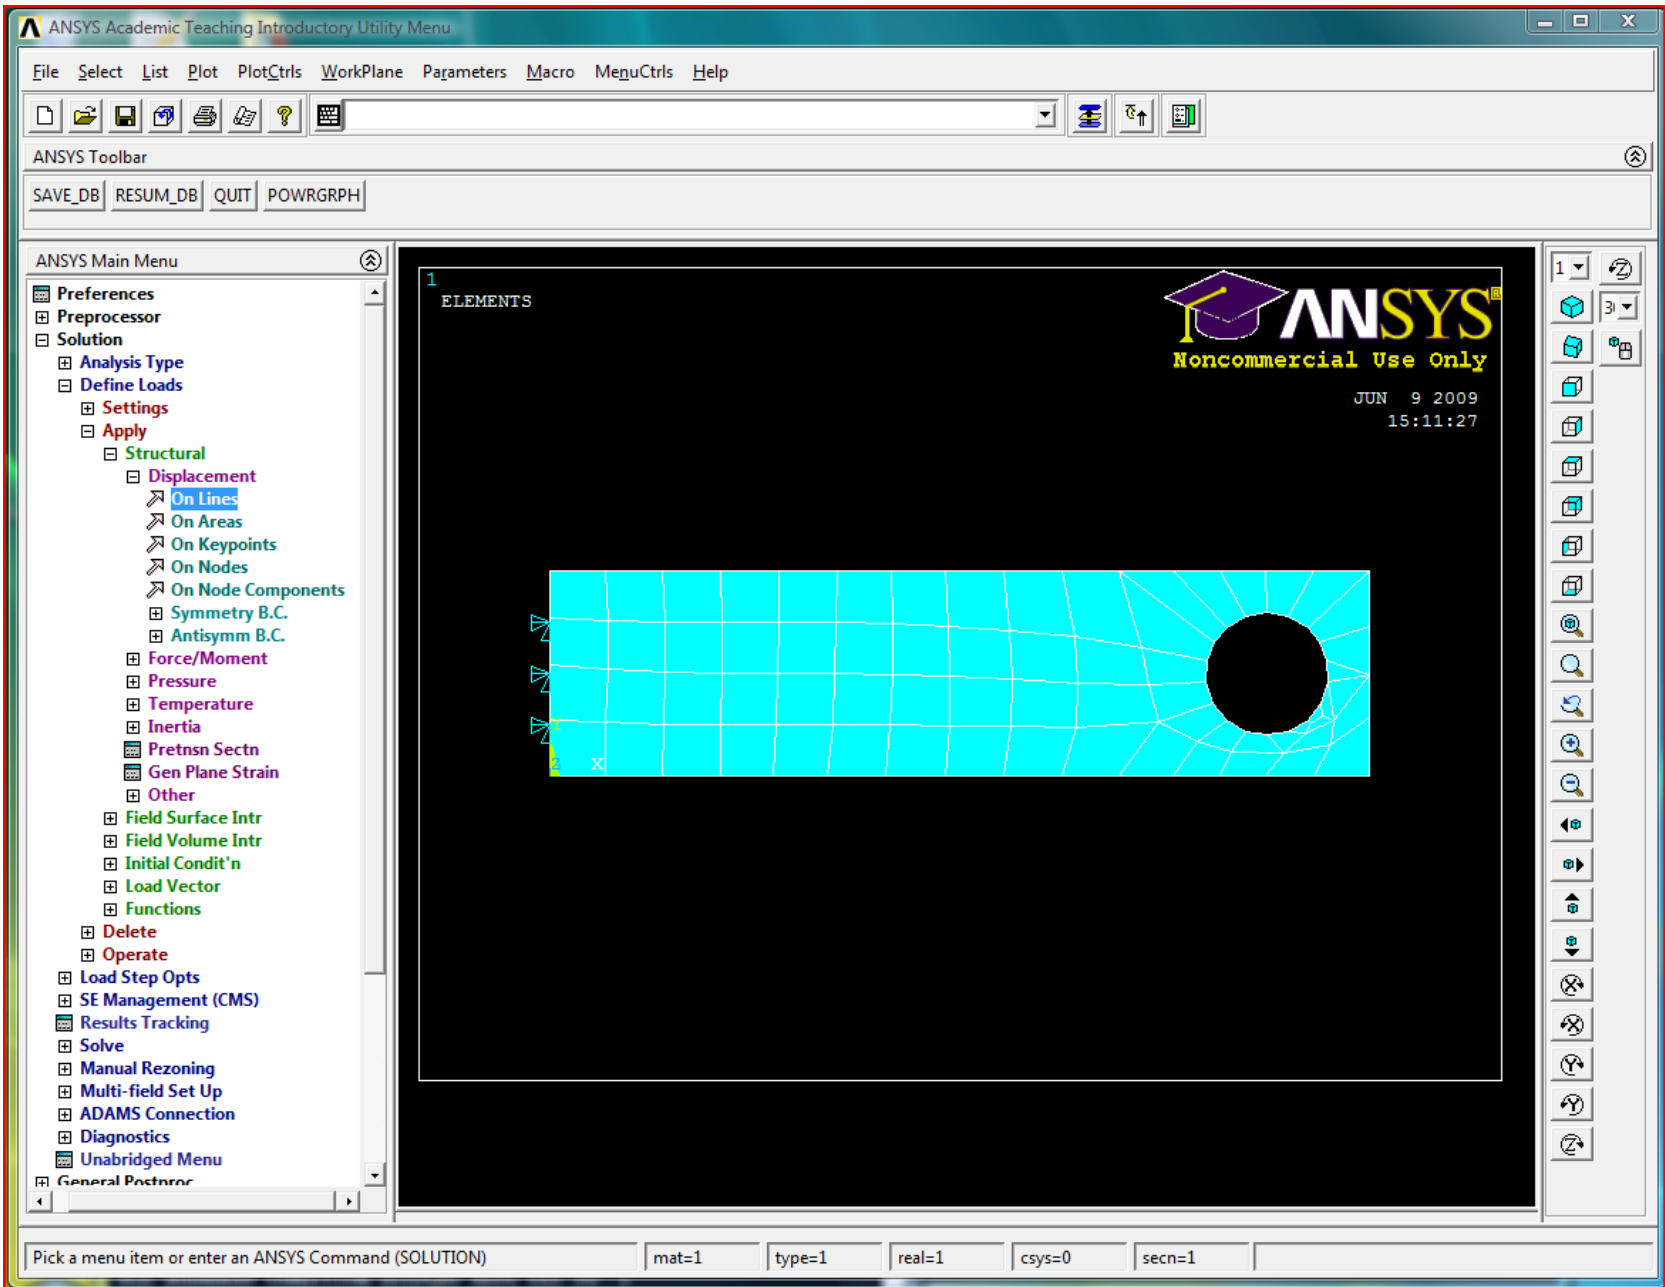 ANSYS Academic Teaching Introductory Utility Menu
File Select List Plot PlotCtrls WorkPlane Parameters Macro MenuCtrls Help
ANSYS Toolbar
SAVE_DB RESUM_DB QUIT POWRGRPH
ANSYS Main Menu
Preferences
Preprocessor
Solution
Analysis Type
Define Loads
Settings
Apply
Structural
Displacement
On Lines
On Areas
On Keypoints
On Nodes
On Node Components
Symmetry B.C.
Antisymm B.C.
Force/Moment
Pressure
Temperature
Inertia
Pretnsn Sectn
Gen Plane Strain
Other
Field Surface Intr
Field Volume Intr
Initial Condit'n
Load Vector
Functions
Delete
Operate
Load Step Opts
SE Management (CMS)
Results Tracking
Solve
Manual Rezoning
Multi-field Set Up
ADAMS Connection
Diagnostics
Unabridged Menu
General Postproc
1
ELEMENTS
ANSYS®
Noncommercial Use Only
JUN 9 2009
15:11:27
Y
Z X
1
Pick a menu item or enter an ANSYS Command (SOLUTION) mat=1 type=1 real=1 csys=0 secn=1